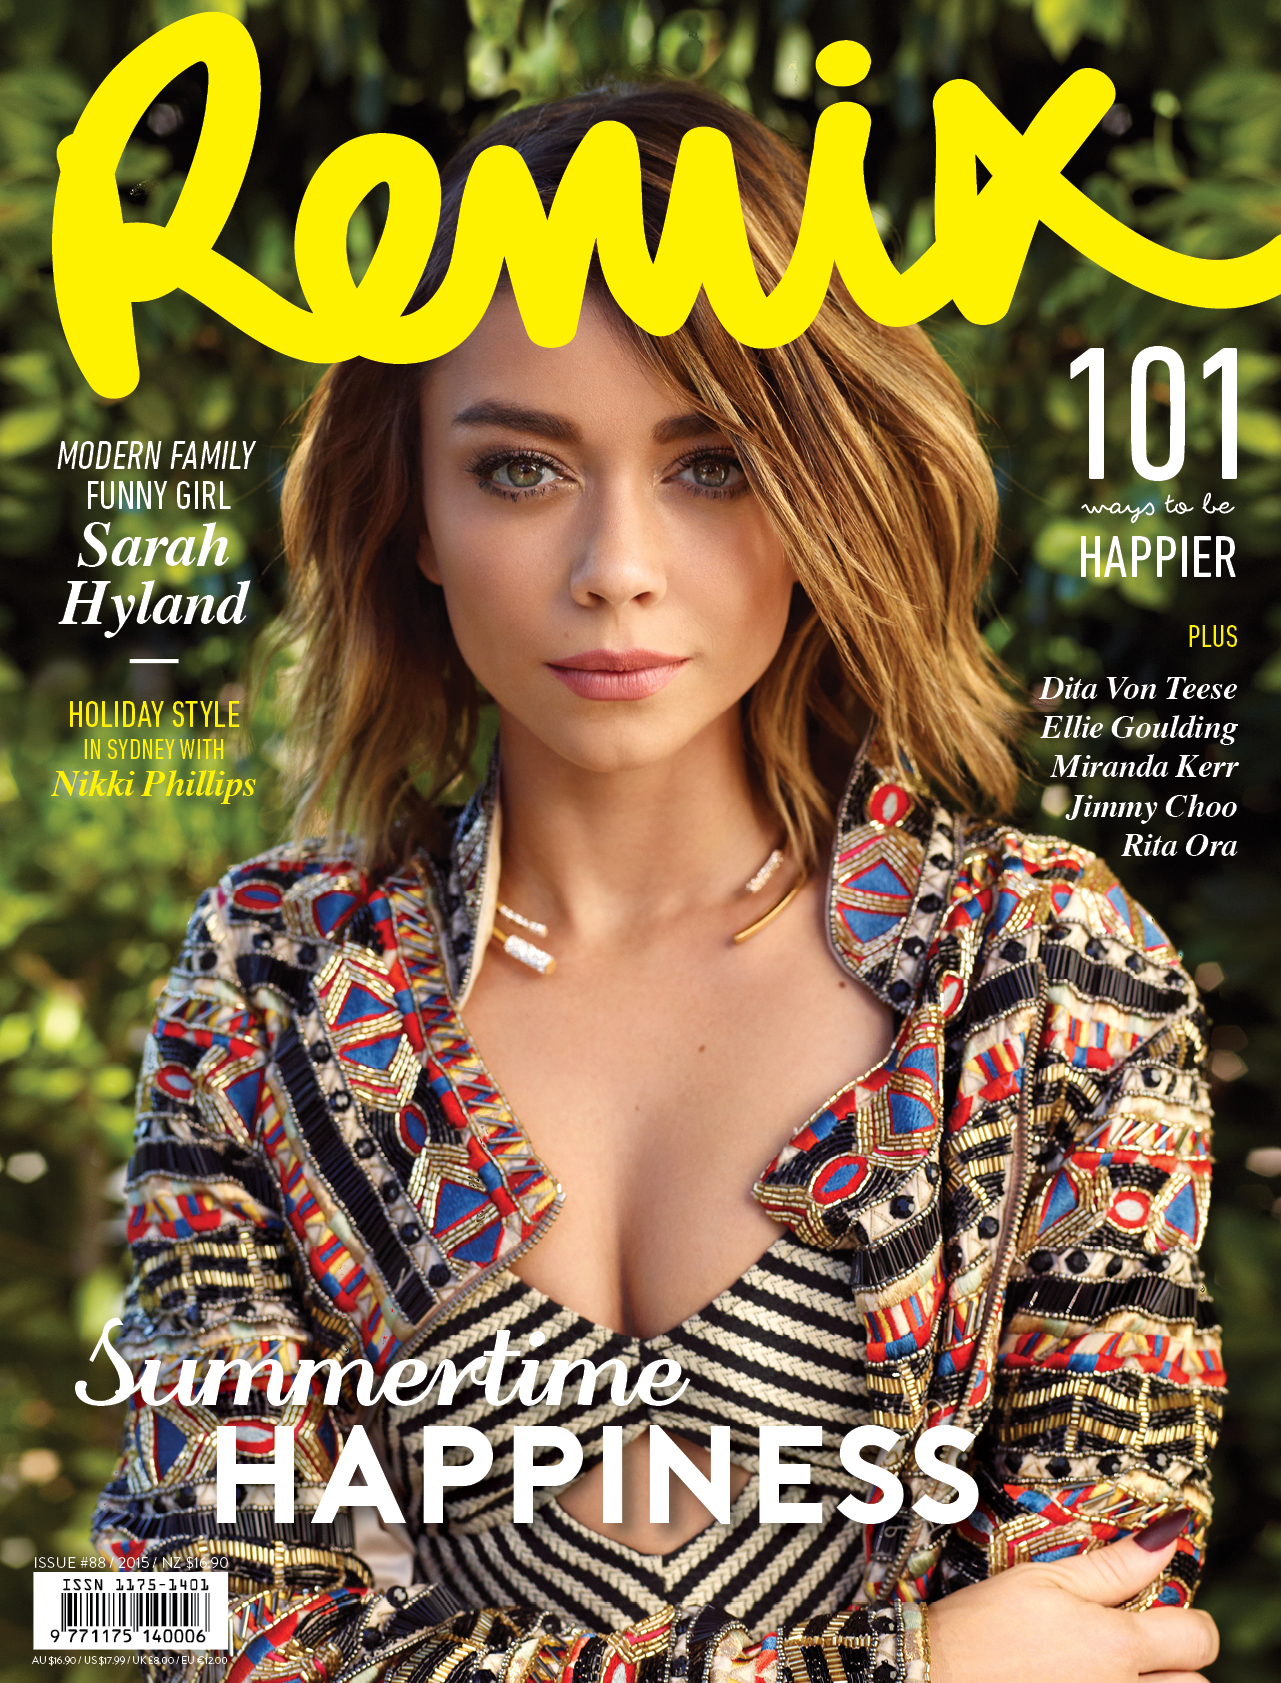 Remix
MODERN FAMILY
FUNNY GIRL
Sarah
Hyland
HOLIDAY STYLE
IN SYDNEY WITH
Nikki Phillips
101
ways to be
HAPPIER
PLUS
Dita Von Teese
Ellie Goulding
Miranda Kerr
Jimmy Choo
Rita Ora
Summertime
HAPPINESS
ISSUE #88 / 2015 / NZ $16.90
ISSN 1175-1401
9 771175 140006
AU $16.90 / US $17.99 / UK £8.00 / EU €12.00